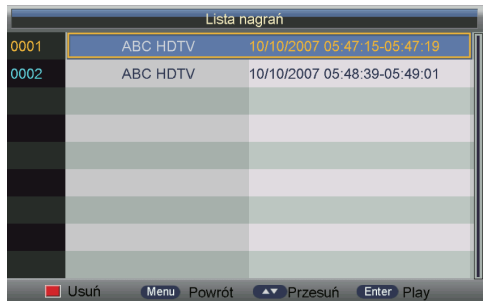 Lista nagrań
0001 ABC HDTV 10/10/2007 05:47:15-05:47:19
0002 ABC HDTV 10/10/2007 05:48:39-05:49:01
Usuń Menu Powrót Przesuń Enter Play